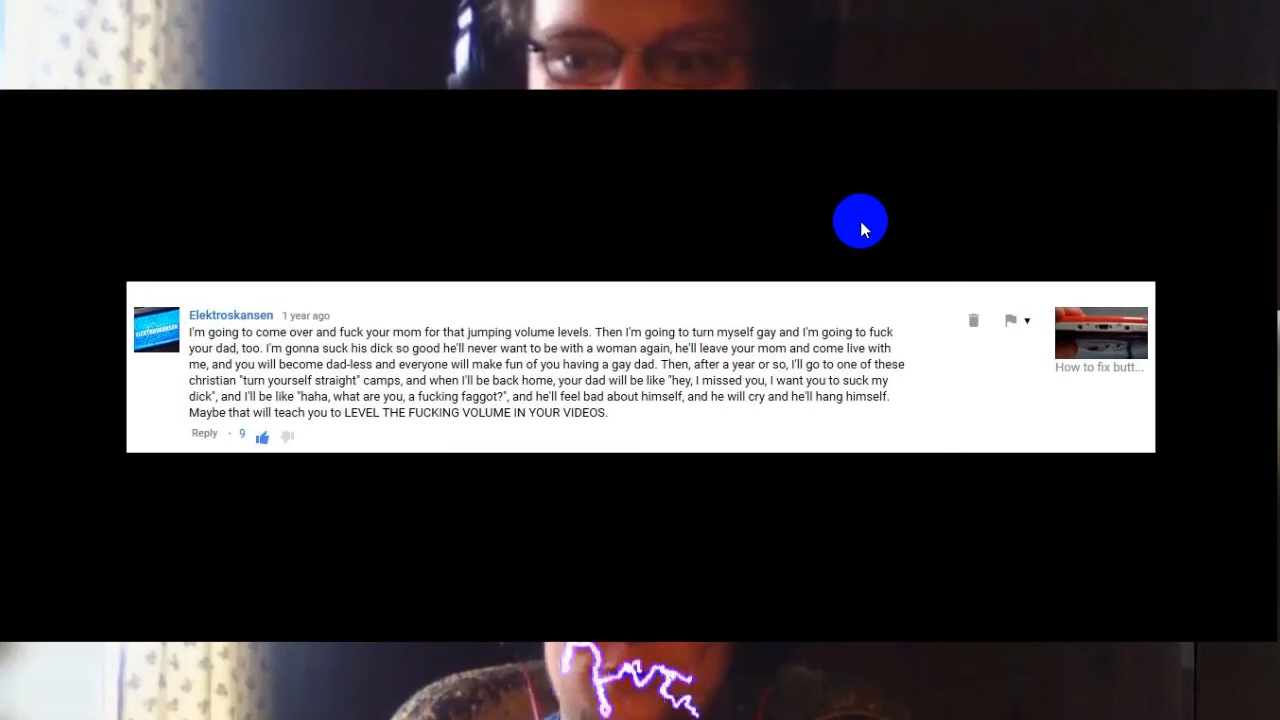 Elektroskansen 1 year ago
I'm going to come over and fuck your mom for that jumping volume levels. Then I'm going to turn myself gay and I'm going to fuck
your dad, too. I'm gonna suck his dick so good he'll never want to be with a woman again, he'll leave your mom and come live with
me, and you will become dad-less and everyone will make fun of you having a gay dad. Then, after a year or so, I'll go to one of these
christian "turn yourself straight" camps, and when I'll be back home, your dad will be like "hey, I missed you, I want you to suck my
dick", and I'll be like "haha, what are you, a fucking faggot?", and he'll feel bad about himself, and he will cry and he'll hang himself.
Maybe that will teach you to LEVEL THE FUCKING VOLUME IN YOUR VIDEOS.
Reply · 9
How to fix butt...
ELEKTROSKANSEN